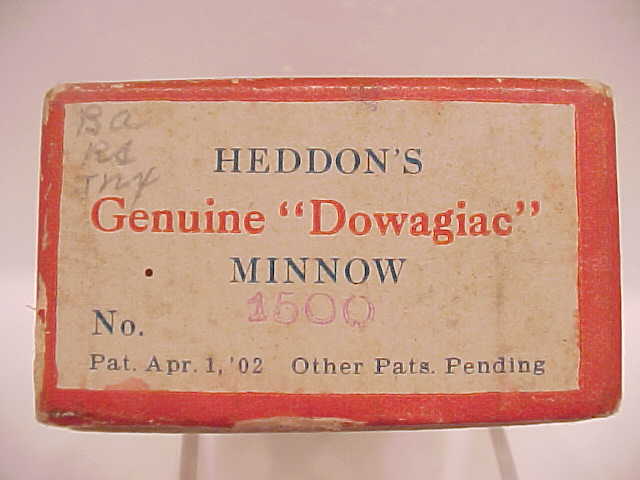 HEDDON'S
Genuine "Dowagiac"
MINNOW
No. 1500
Pat. Apr. 1, '02 Other Pats. Pending